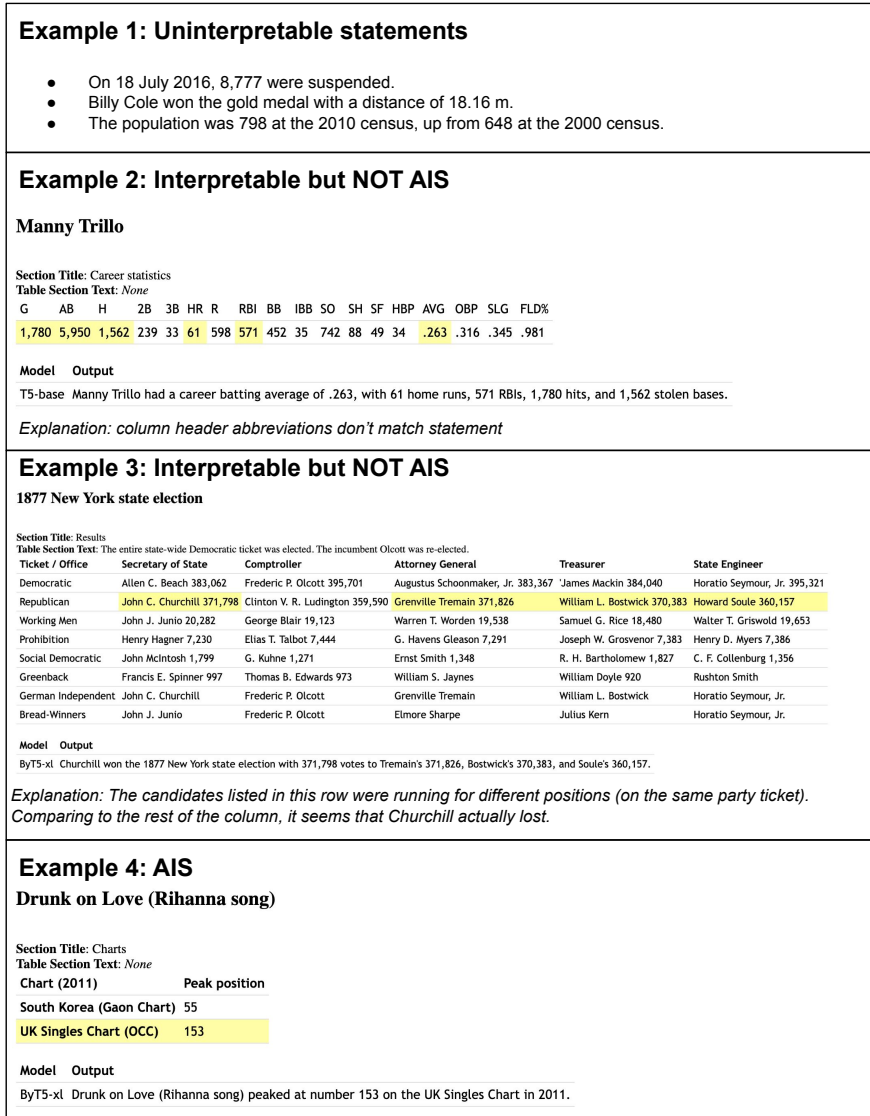 Example 1: Uninterpretable statements
● On 18 July 2016, 8,777 were suspended.
● Billy Cole won the gold medal with a distance of 18.16 m.
● The population was 798 at the 2010 census, up from 648 at the 2000 census.
Example 2: Interpretable but NOT AIS
Manny Trillo
Section Title: Career statistics
Table Section Text: None
G AB H 2B 3B HR R RBI BB IBB SO SH SF HBP AVG OBP SLG FLD%
1,780 5,950 1,562 239 33 61 598 571 452 35 742 88 49 34 .263 .316 .345 .981
Model Output
T5-base Manny Trillo had a career batting average of .263, with 61 home runs, 571 RBIs, 1,780 hits, and 1,562 stolen bases.
Explanation: column header abbreviations don't match statement
Example 3: Interpretable but NOT AIS
1877 New York state election
Section Title: Results
Table Section Text: The entire state-wide Democratic ticket was elected. The incumbent Olcott was re-elected.
Ticket / Office Secretary of State Comptroller Attorney General Treasurer State Engineer
Democratic Allen C. Beach 383,062 Frederic P. Olcott 395,701 Augustus Schoonmaker, Jr. 383,367 'James Mackin 384,040 Horatio Seymour, Jr. 395,321
Republican John C. Churchill 371,798 Clinton V. R. Ludington 359,590 Grenville Tremain 371,826 William L. Bostwick 370,383 Howard Soule 360,157
Working Men John J. Junio 20,282 George Blair 19,123 Warren T. Worden 19,538 Samuel G. Rice 18,480 Walter T. Griswold 19,653
Prohibition Henry Hagner 7,230 Elias T. Talbot 7,444 G. Havens Gleason 7,291 Joseph W. Grosvenor 7,383 Henry D. Myers 7,386
Social Democratic John McIntosh 1,799 G. Kuhne 1,271 Ernst Smith 1,348 R. H. Bartholomew 1,827 C. F. Collenburg 1,356
Greenback Francis E. Spinner 997 Thomas B. Edwards 973 William S. Jaynes William Doyle 920 Rushton Smith
German Independent John C. Churchill Frederic P. Olcott Grenville Tremain William L. Bostwick Horatio Seymour, Jr.
Bread-Winners John J. Junio Frederic P. Olcott Elmore Sharpe Julius Kern Horatio Seymour, Jr.
Model Output
ByT5-xl Churchill won the 1877 New York state election with 371,798 votes to Tremain's 371,826, Bostwick's 370,383, and Soule's 360,157.
Explanation: The candidates listed in this row were running for different positions (on the same party ticket).
Comparing to the rest of the column, it seems that Churchill actually lost.
Example 4: AIS
Drunk on Love (Rihanna song)
Section Title: Charts
Table Section Text: None
Chart (2011) Peak position
South Korea (Gaon Chart) 55
UK Singles Chart (OCC) 153
Model Output
ByT5-xl Drunk on Love (Rihanna song) peaked at number 153 on the UK Singles Chart in 2011.